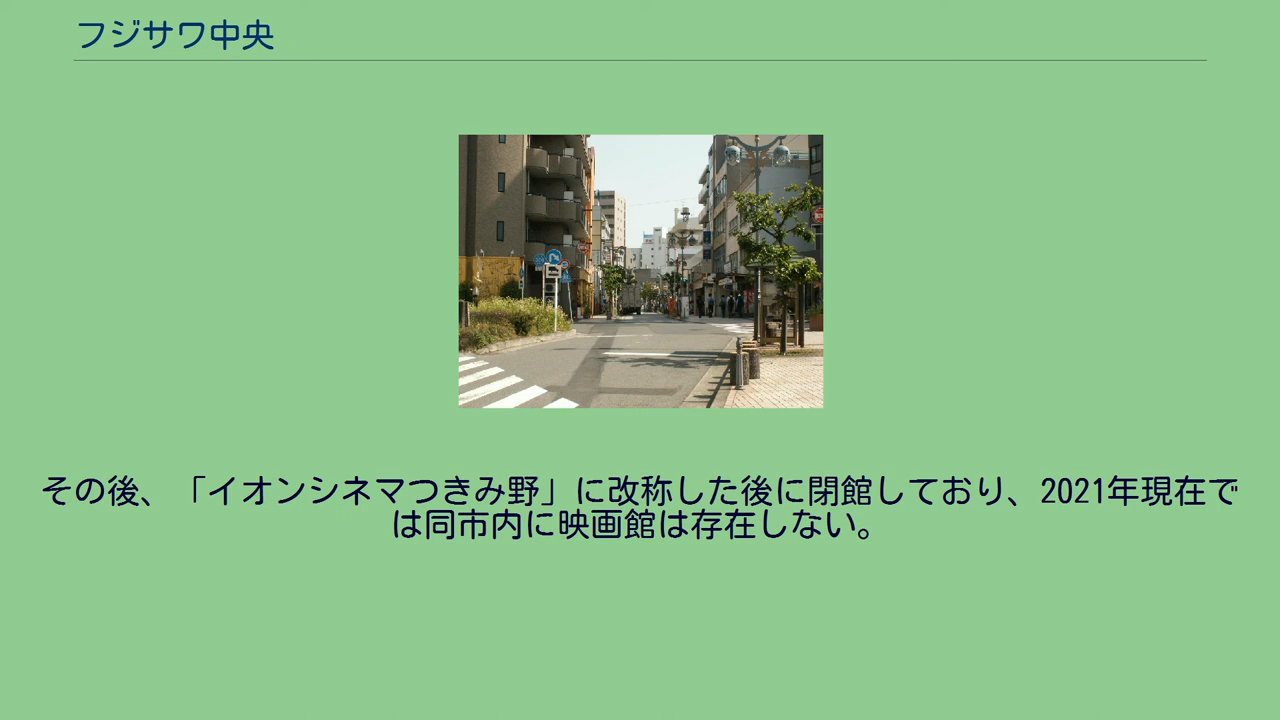 フジサワ中央
その後、「イオンシネマつきみ野」に改称した後に閉館しており、2021年現在で
は同市内に映画館は存在しない。